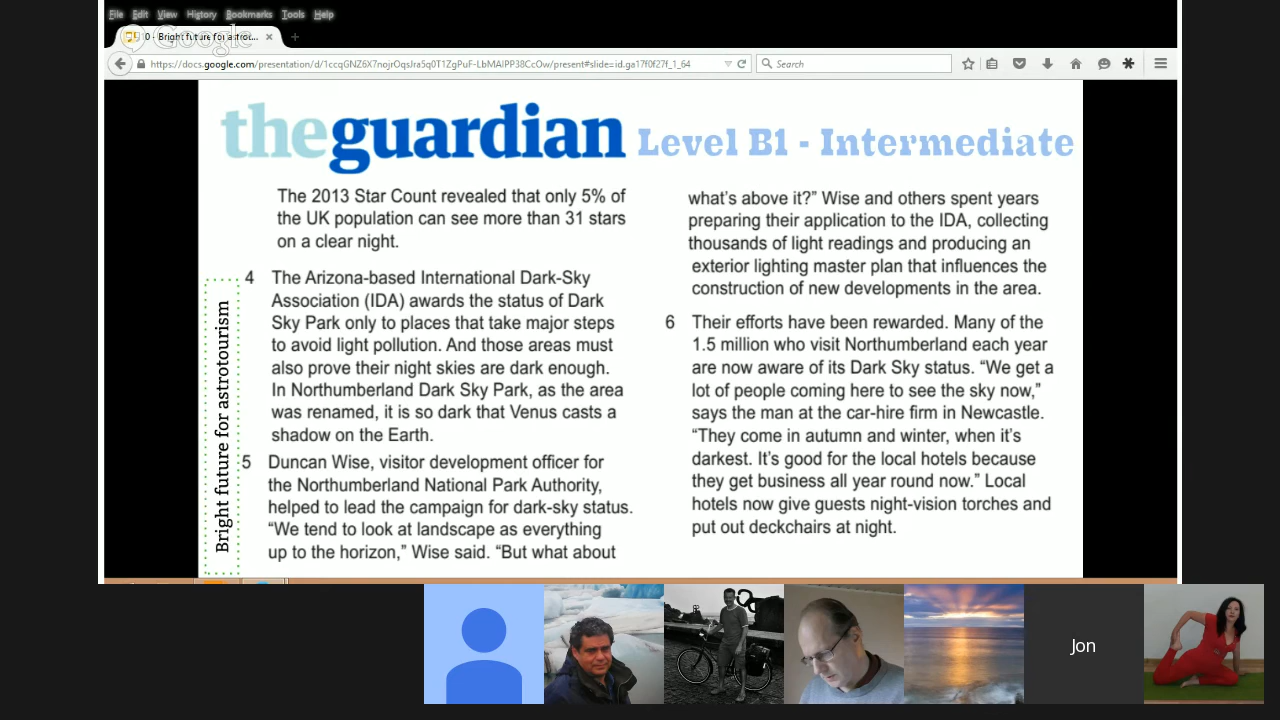 File Edit View History Bookmarks Tools Help
Google
10 - Bright future for astrot...
https://docs.google.com/presentation/d/1ccqGNZ6X7nojrOqsJra5q0T1ZgPuF-LbMAIPP38CcOw/present#slide=id.ga17f0f27f_1_64
Search
theguardian Level B1 - Intermediate
The 2013 Star Count revealed that only 5% of
the UK population can see more than 31 stars
on a clear night.
4 The Arizona-based International Dark-Sky
Association (IDA) awards the status of Dark
Sky Park only to places that take major steps
to avoid light pollution. And those areas must
also prove their night skies are dark enough.
In Northumberland Dark Sky Park, as the area
was renamed, it is so dark that Venus casts a
shadow on the Earth.
5 Duncan Wise, visitor development officer for
the Northumberland National Park Authority,
helped to lead the campaign for dark-sky status.
“We tend to look at landscape as everything
up to the horizon,” Wise said. “But what about
what’s above it?” Wise and others spent years
preparing their application to the IDA, collecting
thousands of light readings and producing an
exterior lighting master plan that influences the
construction of new developments in the area.
6 Their efforts have been rewarded. Many of the
1.5 million who visit Northumberland each year
are now aware of its Dark Sky status. “We get a
lot of people coming here to see the sky now,”
says the man at the car-hire firm in Newcastle.
“They come in autumn and winter, when it’s
darkest. It’s good for the local hotels because
they get business all year round now.” Local
hotels now give guests night-vision torches and
put out deckchairs at night.
Bright future for astrotourism
Jon